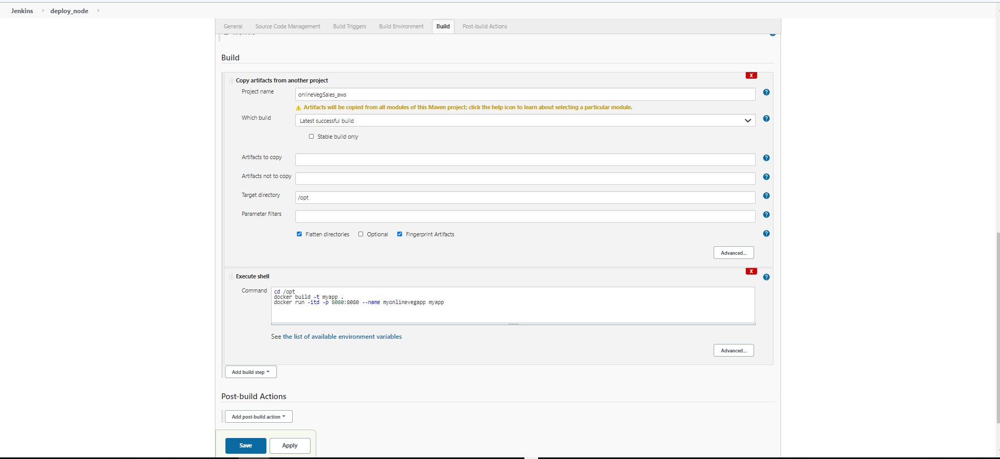 Jenkins deploy_node
General Source Code Management Build Triggers Build Environment Build Post-build Actions
Build
X
Copy artifacts from another project
Project name onlineVegSales_aws
Artifacts will be copied from all modules of this Maven project; click the help icon to learn about selecting a particular module.
Which build Latest successful build
Stable build only
Artifacts to copy
Artifacts not to copy
Target directory /opt
Parameter filters
Flatten directories Optional Fingerprint Artifacts
Advanced...
X
Execute shell
Command cd /opt
docker build -t myapp .
docker run -itd -p 8080:8080 --name myonlinevegapp myapp
See the list of available environment variables
Advanced...
Add build step
Post-build Actions
Add post-build action
Save Apply